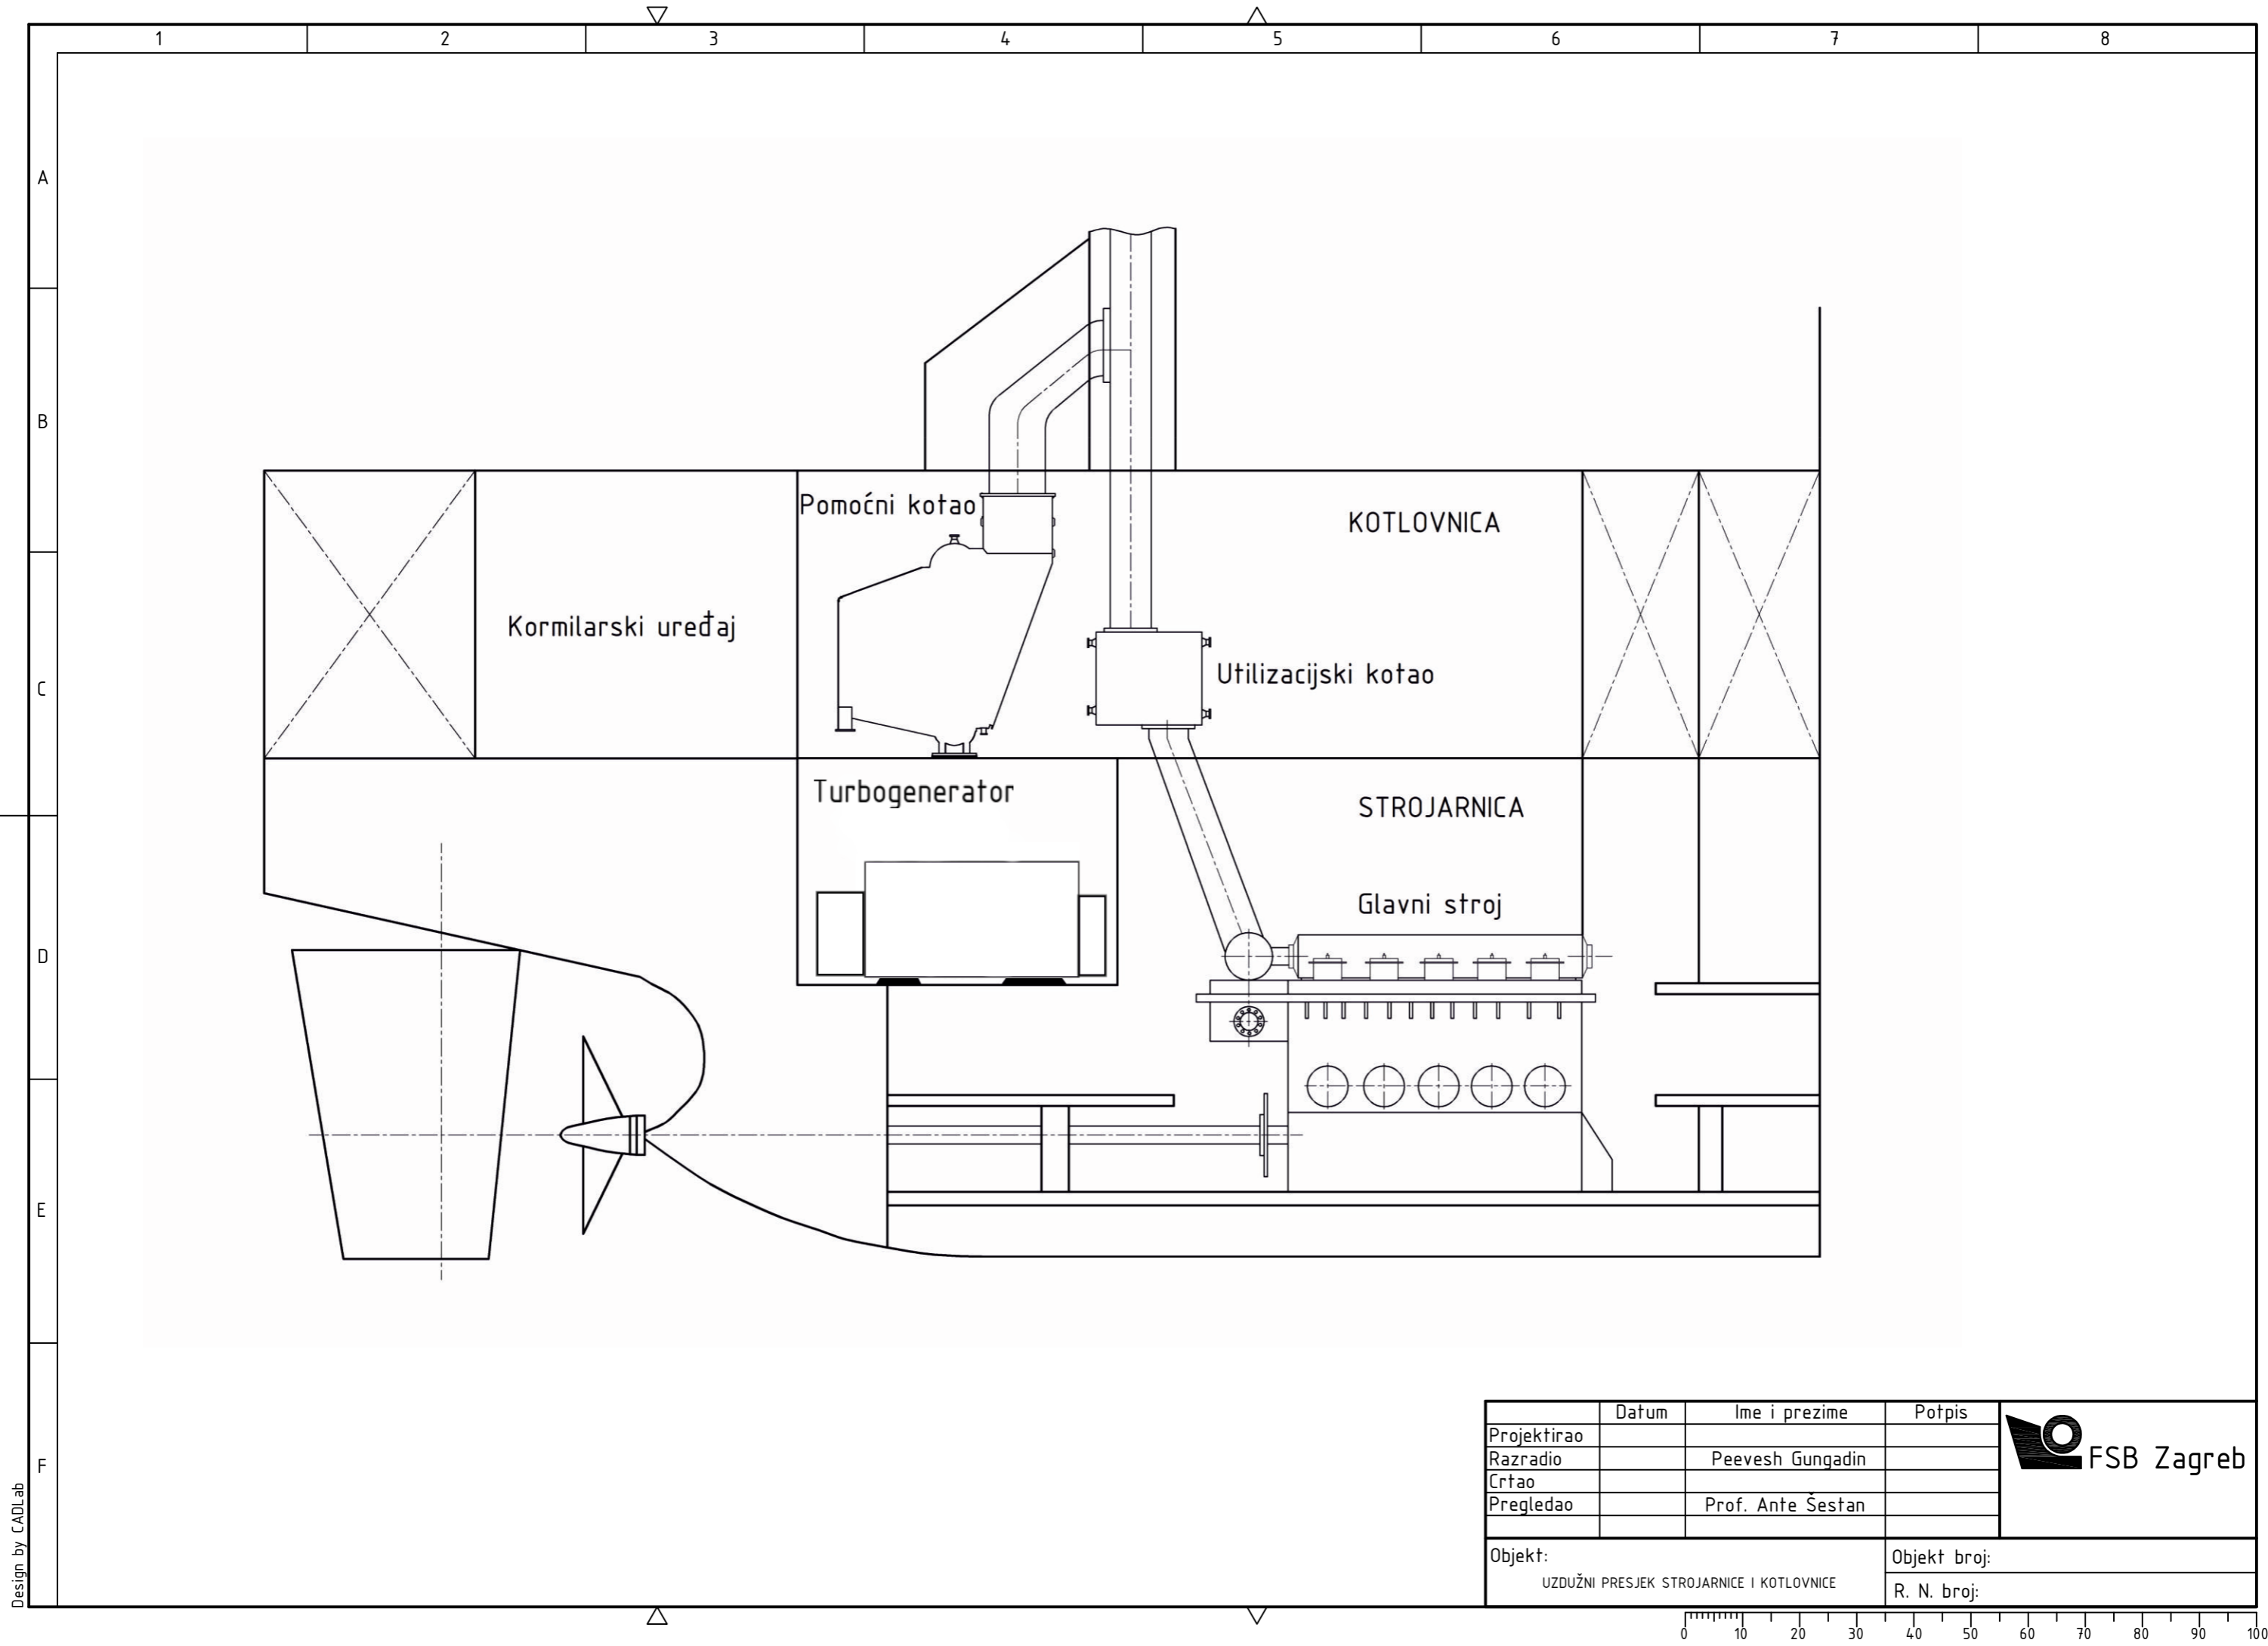 1 2 3 4 5 6 7 8
A
B
C
D
E
F
Pomoćni kotao
KOTLOVNICA
Kormilarski uređaj
Utilizacijski kotao
Turbogenerator
STROJARNICA
Glavni stroj
Datum Ime i prezime Potpis
Projektirao
Razradio Peevesh Gungadin
Crtao
Pregledao Prof. Ante Šestan
FSB Zagreb
Objekt:
UZDUŽNI PRESJEK STROJARNICE I KOTLOVNICE
Objekt broj:
R. N. broj:
Design by CADLab
0 10 20 30 40 50 60 70 80 90 100